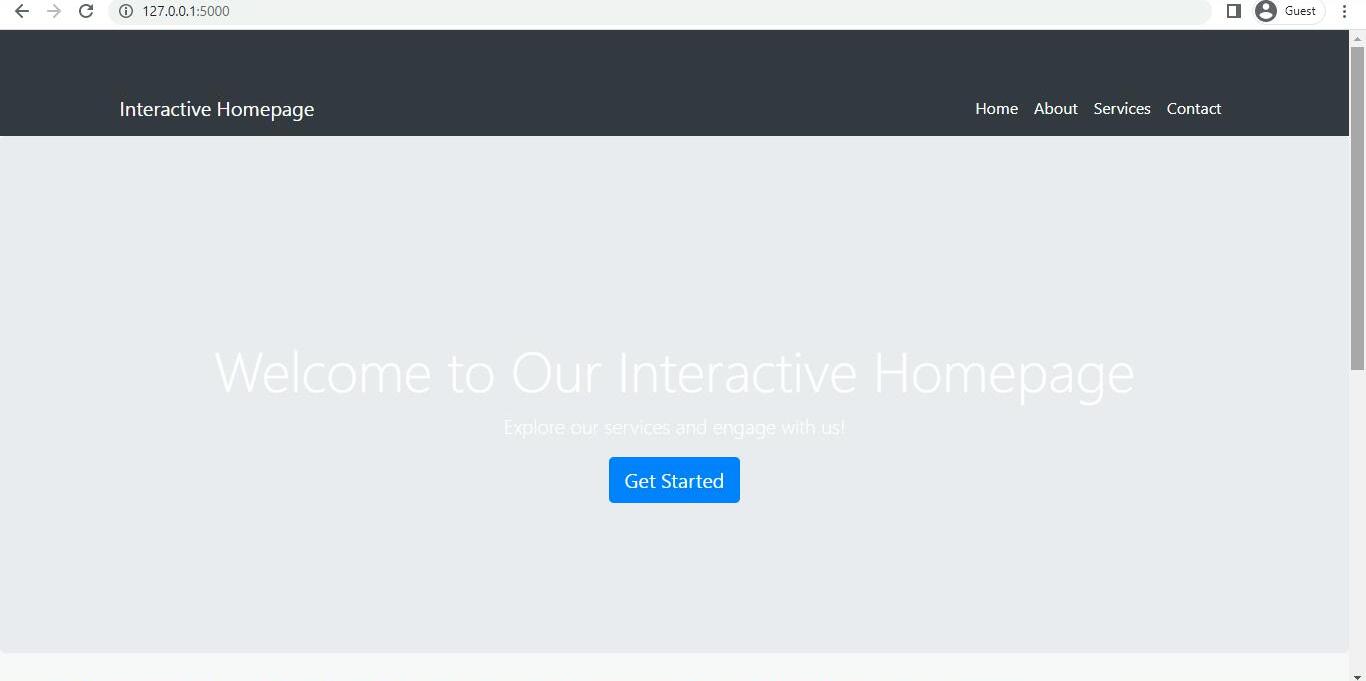 127.0.0.1:5000
Guest
Interactive Homepage
Home About Services Contact
Welcome to Our Interactive Homepage
Explore our services and engage with us!
Get Started